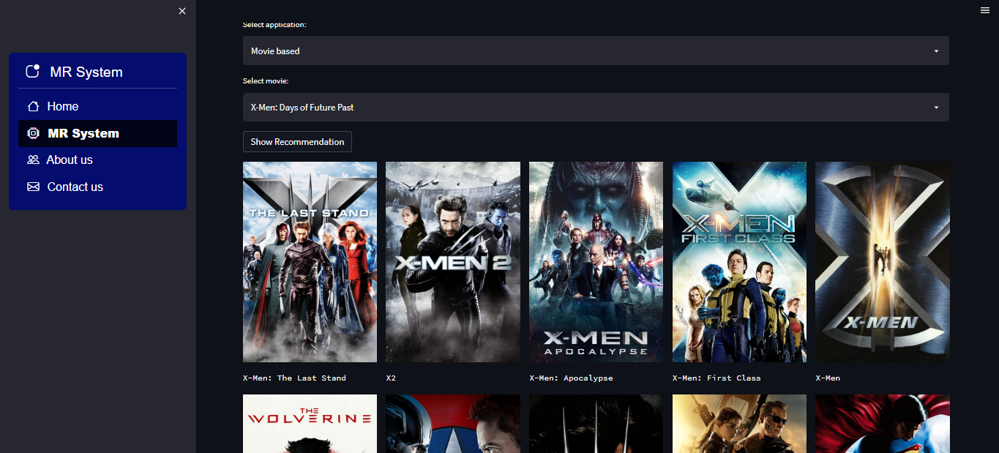 MR System
Home
MR System
About us
Contact us
Select application:
Movie based
Select movie:
X-Men: Days of Future Past
Show Recommendation
THE LAST STAND
X-MEN 2
X-MEN
APOCALYPSE
X-MEN
FIRST CLASS
X-MEN
X-Men: The Last Stand
X2
X-Men: Apocalypse
X-Men: First Class
X-Men
THE
WOLVERINE